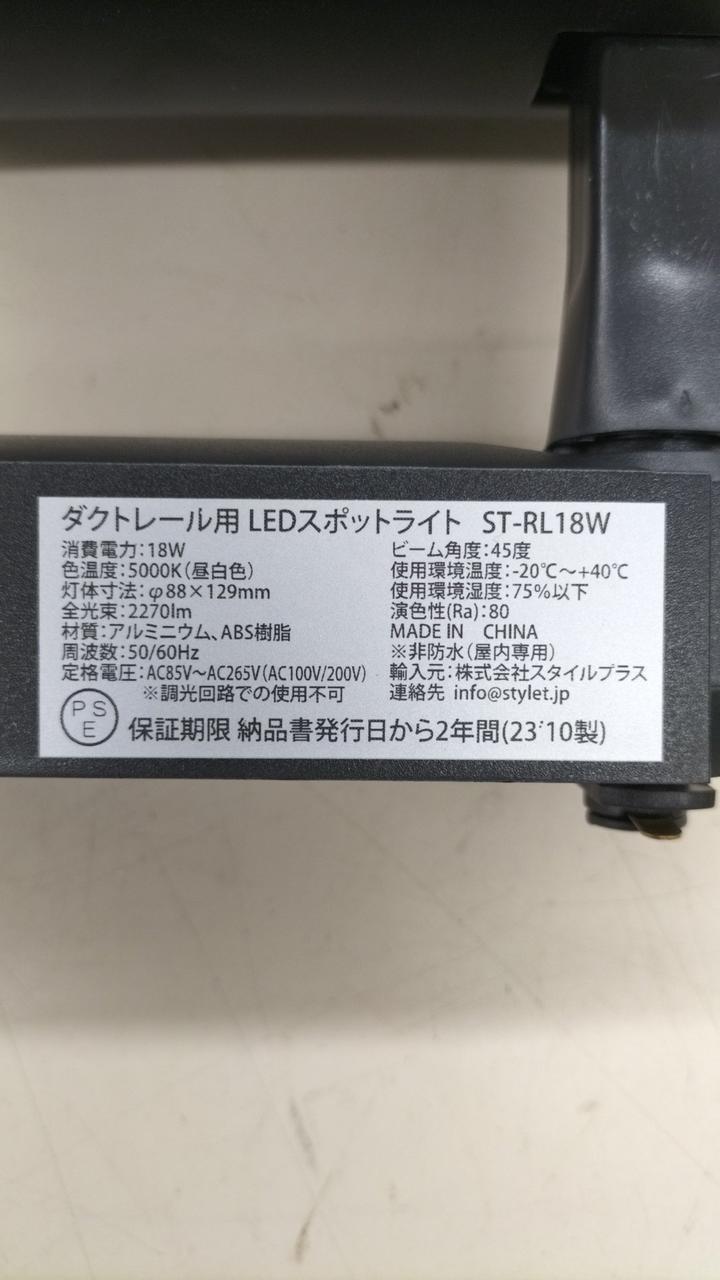 ダクトレール用 LEDスポットライト ST-RL18W
消費電力:18W
色温度:5000K(昼白色)
灯体寸法:φ88×129mm
全光束:2270lm
材質:アルミニウム、ABS樹脂
周波数:50/60Hz
定格電圧:AC85V〜AC265V(AC100V/200V)
※調光回路での使用不可
ビーム角度:45度
使用環境温度:-20℃〜+40℃
使用環境湿度:75%以下
演色性(Ra):80
MADE IN CHINA
※非防水(屋内専用)
輸入元:株式会社スタイルプラス
連絡先 info@stylet.jp
PS
E
保証期限 納品書発行日から2年間(23'10製)